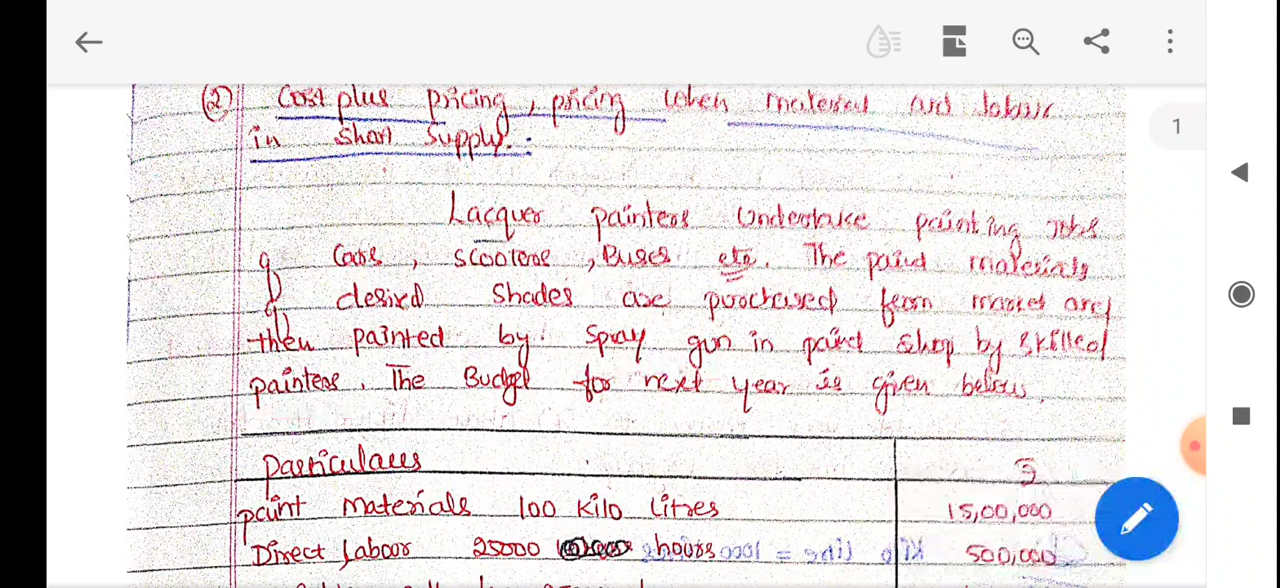 1
(2) Cost plus pricing, pricing when material and labour
in short supply.:
Lacquer painters undertake painting Jobs
of Cars, scooters, Buses etc. The paint materials
of desired Shades are purchased from market and
then painted by spray gun in paint shop by skilled
painters. The Budget for next year is given below.
Particulars ₹
paint Materials 100 Kilo Litres 15,00,000
Direct Labour 25000 hours 500,000